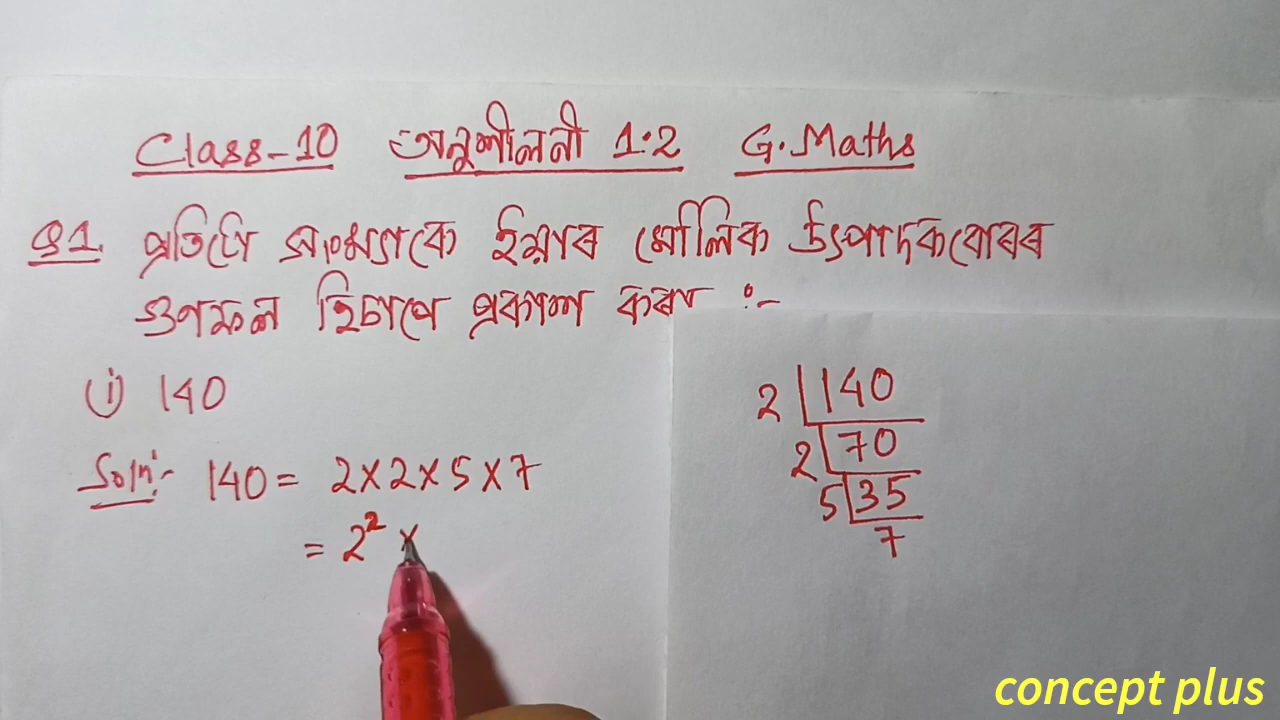 Class-10 অনুশীলনী 1.2 G. Maths
Q1. প্ৰতিটো সংখ্যাকে ইয়াৰ মৌলিক উৎপাদকবোৰৰ
গুণফল হিচাপে প্ৰকাশ কৰা :-
(i) 140
Soln:- 140 = 2×2×5×7
= 2² ×
2 140
2 70
5 35
7
concept plus